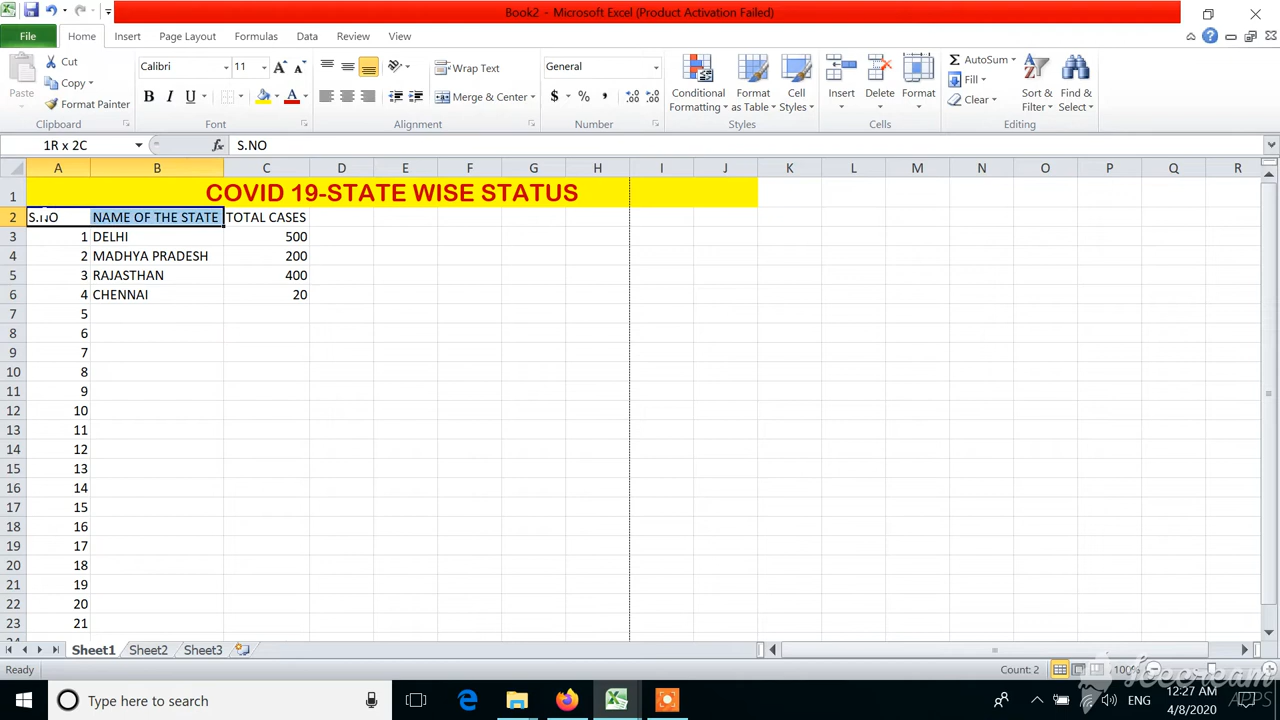 Book2 - Microsoft Excel (Product Activation Failed)
File Home Insert Page Layout Formulas Data Review View
Paste
Cut
Copy
Format Painter
Clipboard
Calibri 11
B I U
Font
Wrap Text
Merge & Center
Alignment
General
$ % ,
Number
Conditional Formatting
Format as Table
Cell Styles
Styles
Insert Delete Format
Cells
AutoSum
Fill
Clear
Sort & Filter
Find & Select
Editing
1R x 2C fx S.NO
A B C D E F G H I J K L M N O P Q R
1 COVID 19-STATE WISE STATUS
2 S.NO NAME OF THE STATE TOTAL CASES
3 1 DELHI 500
4 2 MADHYA PRADESH 200
5 3 RAJASTHAN 400
6 4 CHENNAI 20
7 5
8 6
9 7
10 8
11 9
12 10
13 11
14 12
15 13
16 14
17 15
18 16
19 17
20 18
21 19
22 20
23 21
Sheet1 Sheet2 Sheet3
Ready Count: 2 100%
Icecream
APPS
Type here to search
ENG
12:27 AM
4/8/2020